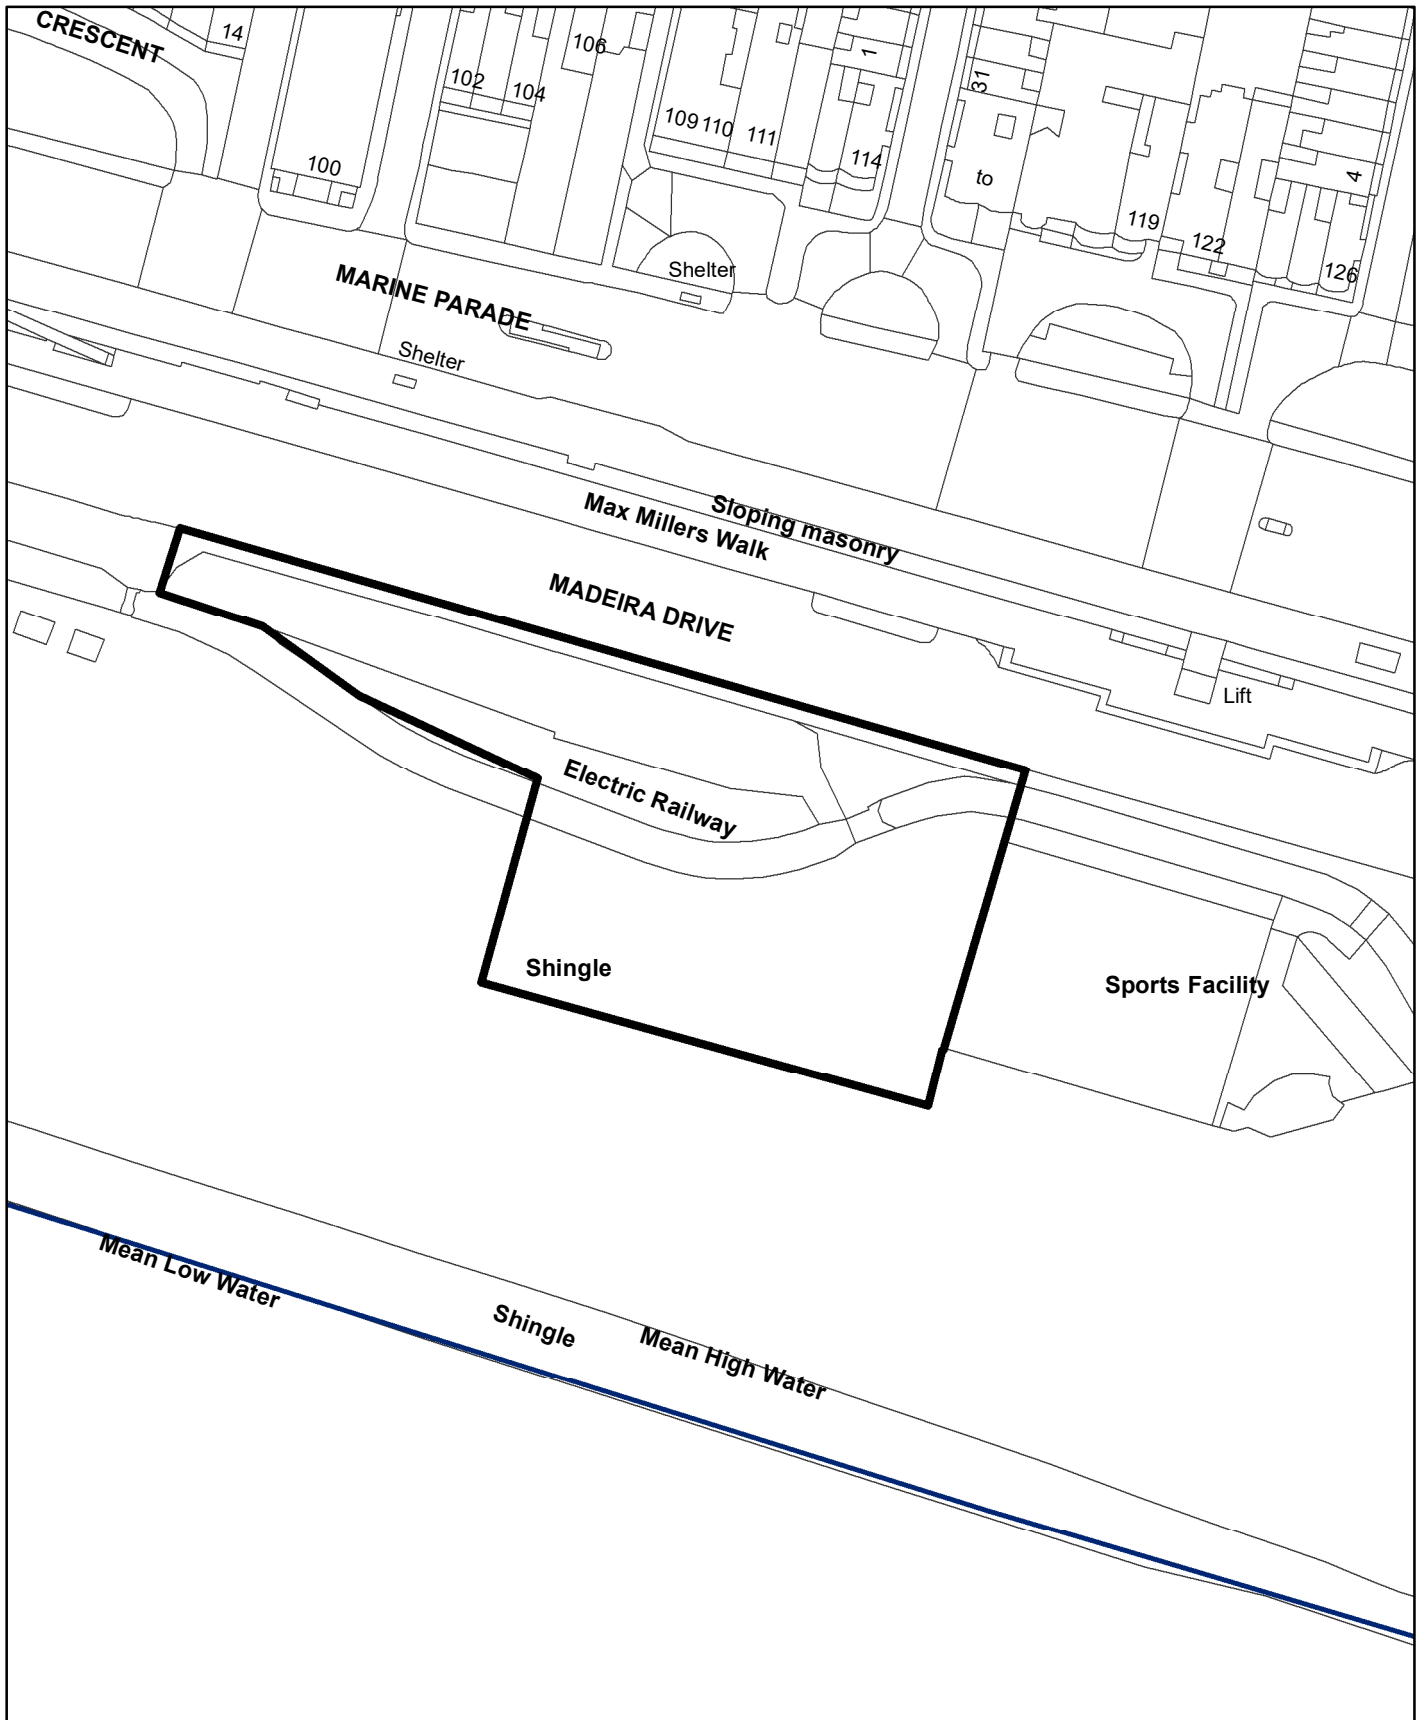 CRESCENT
14
102
104
106
1
31
109
110
111
114
100
to
4
119
122
126
Shelter
MARINE PARADE
Shelter
Sloping masonry
Max Millers Walk
MADEIRA DRIVE
Lift
Electric Railway
Shingle
Sports Facility
Mean Low Water
Shingle
Mean High Water